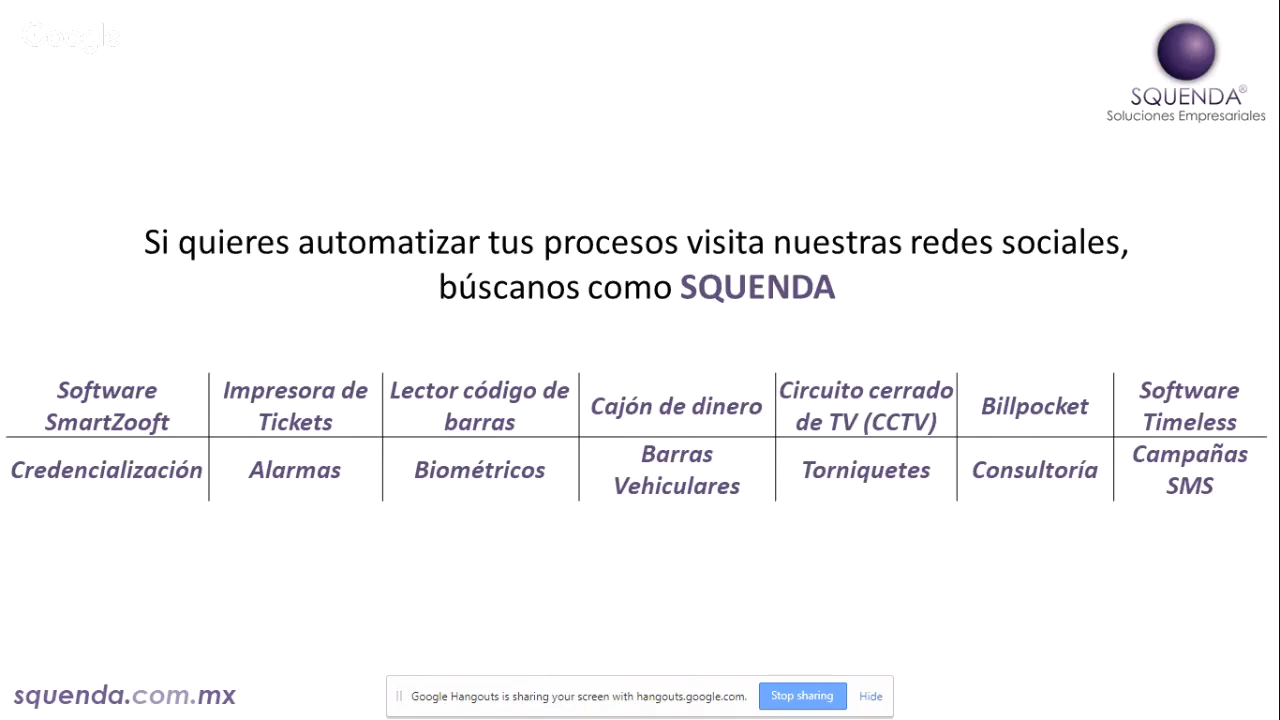 Google
SQUENDA®
Soluciones Empresariales
Si quieres automatizar tus procesos visita nuestras redes sociales,
búscanos como SQUENDA
Software SmartZooft
Impresora de Tickets
Lector código de barras
Cajón de dinero
Circuito cerrado de TV (CCTV)
Billpocket
Software Timeless
Credencialización
Alarmas
Biométricos
Barras Vehiculares
Torniquetes
Consultoría
Campañas SMS
squenda.com.mx
Google Hangouts is sharing your screen with hangouts.google.com.
Stop sharing
Hide